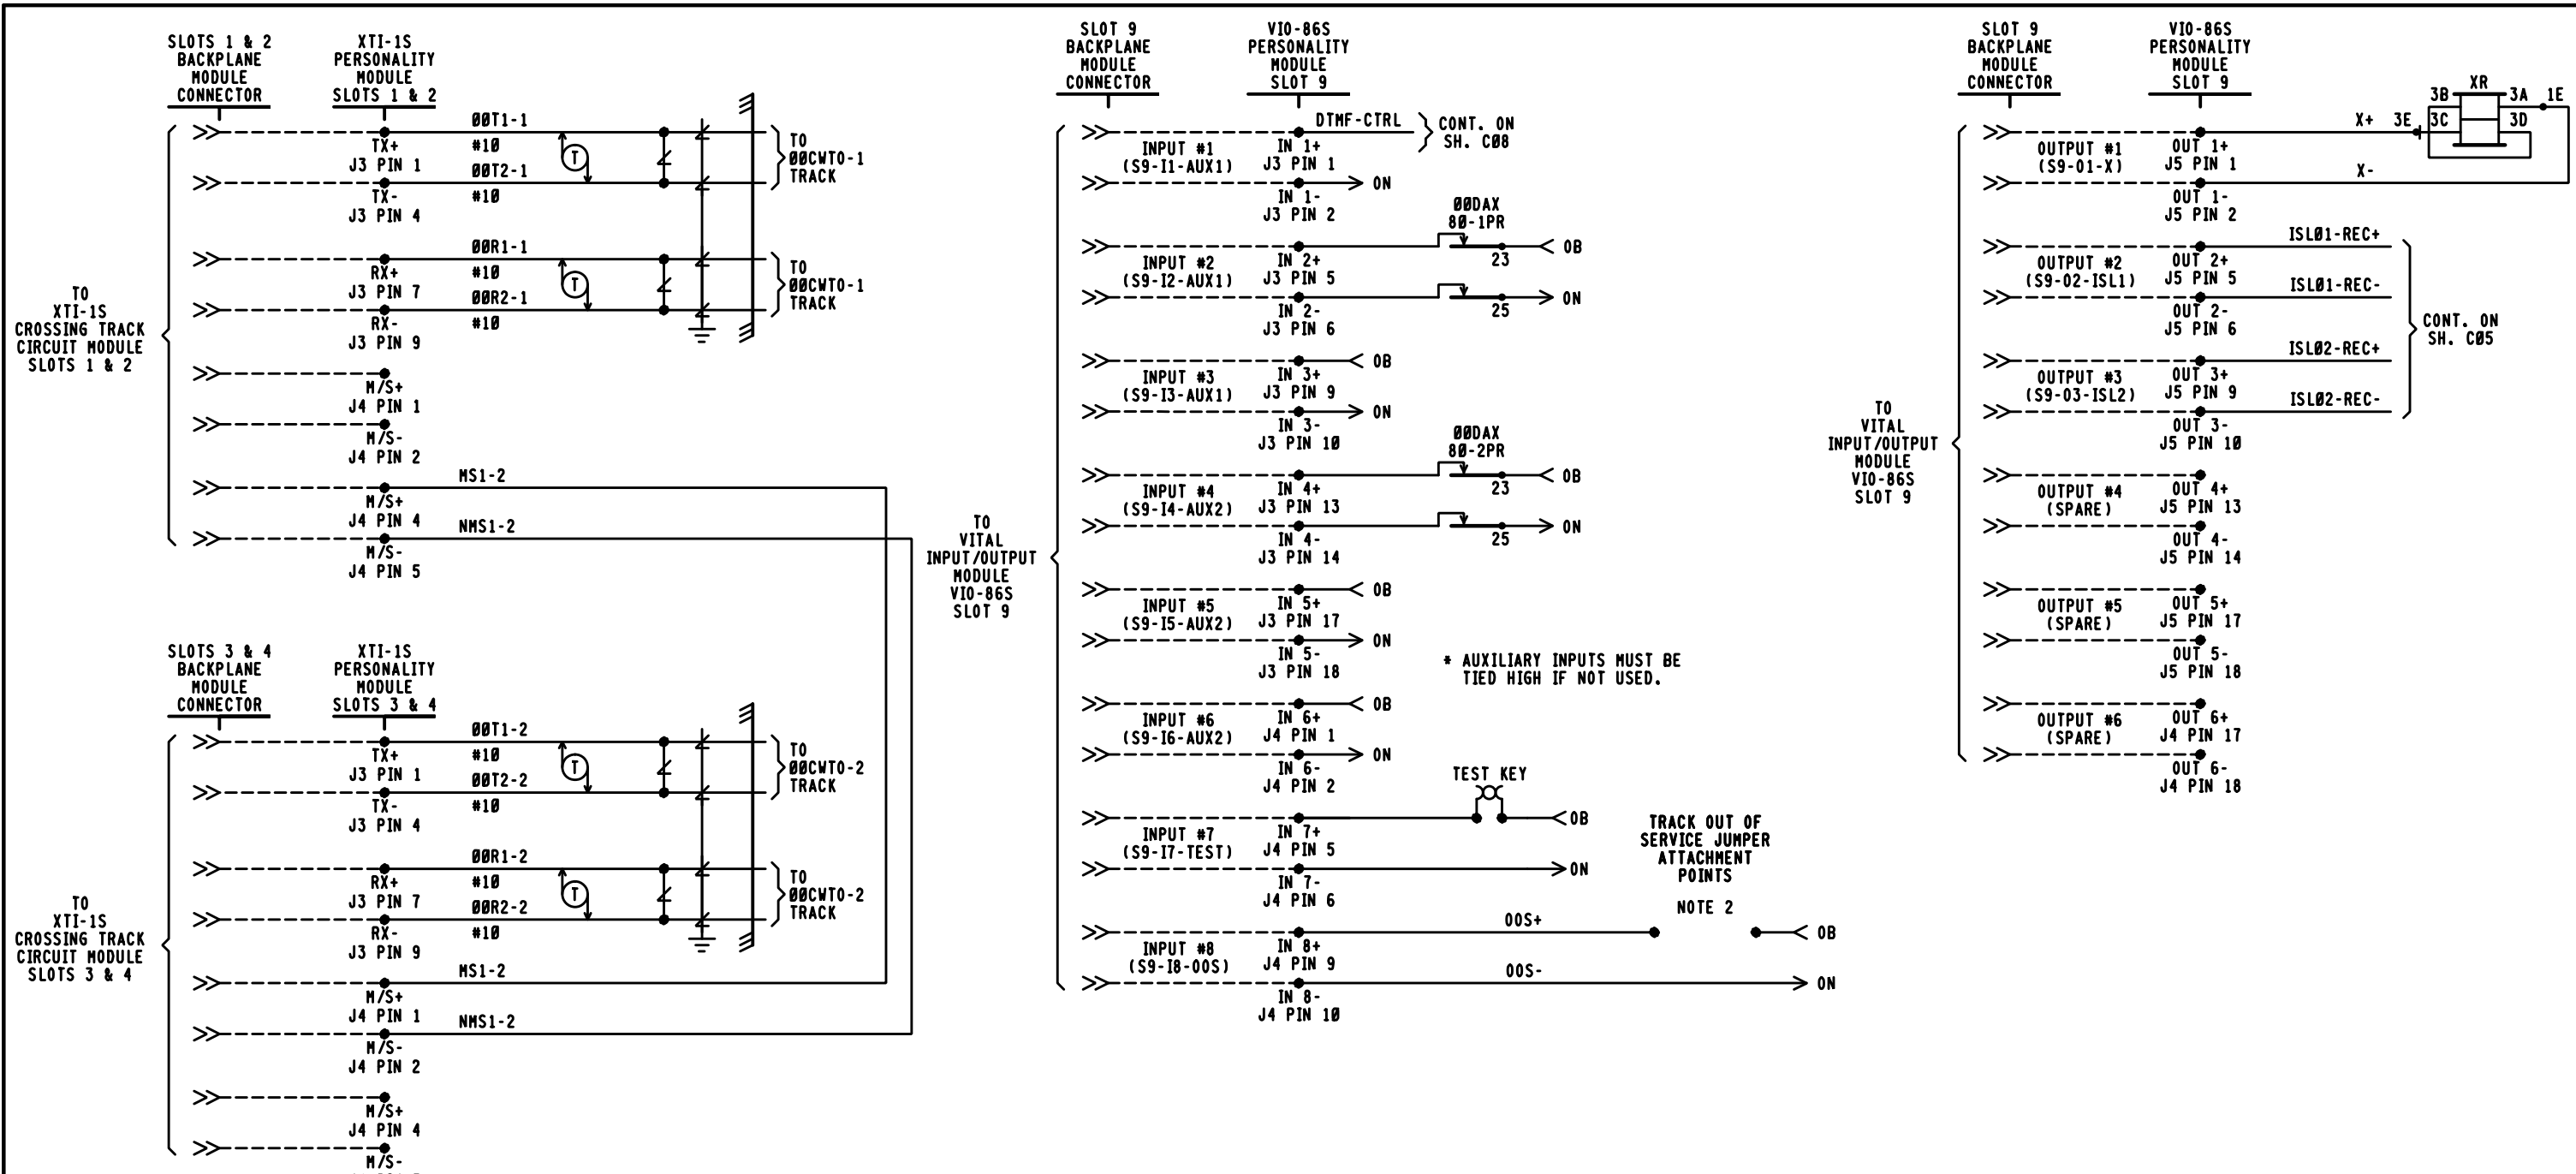 SLOTS 1 & 2
BACKPLANE
MODULE
CONNECTOR
XTI-1S
PERSONALITY
MODULE
SLOTS 1 & 2
TO
XTI-1S
CROSSING TRACK
CIRCUIT MODULE
SLOTS 1 & 2
00T1-1
TX+
#10
J3 PIN 1
00T2-1
TX-
#10
J3 PIN 4
T
TO
00CWTO-1
TRACK
00R1-1
RX+
#10
J3 PIN 7
00R2-1
RX-
#10
J3 PIN 9
T
TO
00CWTO-1
TRACK
M/S+
J4 PIN 1
M/S-
J4 PIN 2
MS1-2
M/S+
J4 PIN 4
NMS1-2
M/S-
J4 PIN 5
SLOTS 3 & 4
BACKPLANE
MODULE
CONNECTOR
XTI-1S
PERSONALITY
MODULE
SLOTS 3 & 4
TO
XTI-1S
CROSSING TRACK
CIRCUIT MODULE
SLOTS 3 & 4
00T1-2
TX+
#10
J3 PIN 1
00T2-2
TX-
#10
J3 PIN 4
T
TO
00CWTO-2
TRACK
00R1-2
RX+
#10
J3 PIN 7
00R2-2
RX-
#10
J3 PIN 9
T
TO
00CWTO-2
TRACK
MS1-2
M/S+
J4 PIN 1
NMS1-2
M/S-
J4 PIN 2
M/S+
J4 PIN 4
M/S-
SLOT 9
BACKPLANE
MODULE
CONNECTOR
VIO-86S
PERSONALITY
MODULE
SLOT 9
TO
VITAL
INPUT/OUTPUT
MODULE
VIO-86S
SLOT 9
INPUT #1
(S9-I1-AUX1)
DTMF-CTRL
IN 1+
J3 PIN 1
CONT. ON
SH. C08
ON
IN 1-
J3 PIN 2
INPUT #2
(S9-I2-AUX1)
00DAX
80-1PR
23
OB
IN 2+
J3 PIN 5
25
ON
IN 2-
J3 PIN 6
INPUT #3
(S9-I3-AUX1)
OB
IN 3+
J3 PIN 9
ON
IN 3-
J3 PIN 10
INPUT #4
(S9-I4-AUX2)
00DAX
80-2PR
23
OB
IN 4+
J3 PIN 13
25
ON
IN 4-
J3 PIN 14
INPUT #5
(S9-I5-AUX2)
OB
IN 5+
J3 PIN 17
ON
IN 5-
J3 PIN 18
* AUXILIARY INPUTS MUST BE
TIED HIGH IF NOT USED.
INPUT #6
(S9-I6-AUX2)
OB
IN 6+
J4 PIN 1
ON
IN 6-
J4 PIN 2
INPUT #7
(S9-I7-TEST)
TEST KEY
OB
IN 7+
J4 PIN 5
ON
IN 7-
J4 PIN 6
TRACK OUT OF
SERVICE JUMPER
ATTACHMENT
POINTS
NOTE 2
INPUT #8
(S9-I8-OOS)
OOS+
OB
IN 8+
J4 PIN 9
OOS-
ON
IN 8-
J4 PIN 10
SLOT 9
BACKPLANE
MODULE
CONNECTOR
VIO-86S
PERSONALITY
MODULE
SLOT 9
TO
VITAL
INPUT/OUTPUT
MODULE
VIO-86S
SLOT 9
OUTPUT #1
(S9-O1-X)
OUT 1+
J5 PIN 1
X+
3E
3B
3C
XR
3A
3D
1E
X-
OUT 1-
J5 PIN 2
OUTPUT #2
(S9-O2-ISL1)
ISL01-REC+
OUT 2+
J5 PIN 5
ISL01-REC-
OUT 2-
J5 PIN 6
OUTPUT #3
(S9-O3-ISL2)
ISL02-REC+
OUT 3+
J5 PIN 9
ISL02-REC-
OUT 3-
J5 PIN 10
CONT. ON
SH. C05
OUTPUT #4
(SPARE)
OUT 4+
J5 PIN 13
OUT 4-
J5 PIN 14
OUTPUT #5
(SPARE)
OUT 5+
J5 PIN 17
OUT 5-
J5 PIN 18
OUTPUT #6
(SPARE)
OUT 6+
J4 PIN 17
OUT 6-
J4 PIN 18